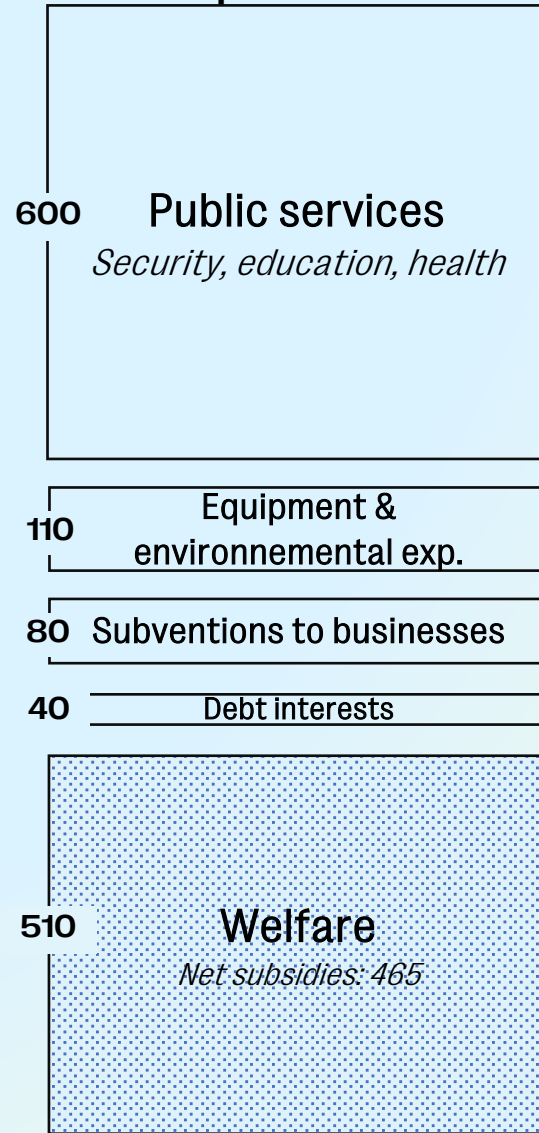 600
Public services
Security, education, health
110
Equipment &
environnemental exp.
80
Subventions to businesses
40
Debt interests
510
Welfare
Net subsidies: 465